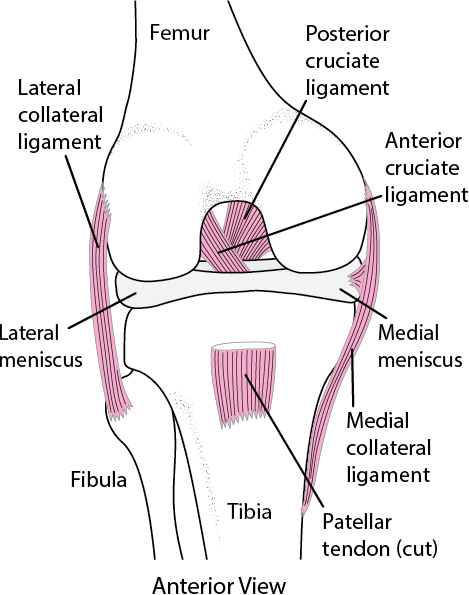 Femur
Posterior
cruciate
ligament
Lateral
collateral
ligament
Anterior
cruciate
ligament
Lateral
meniscus
Medial
meniscus
Medial
collateral
ligament
Fibula
Tibia
Patellar
tendon (cut)
Anterior View